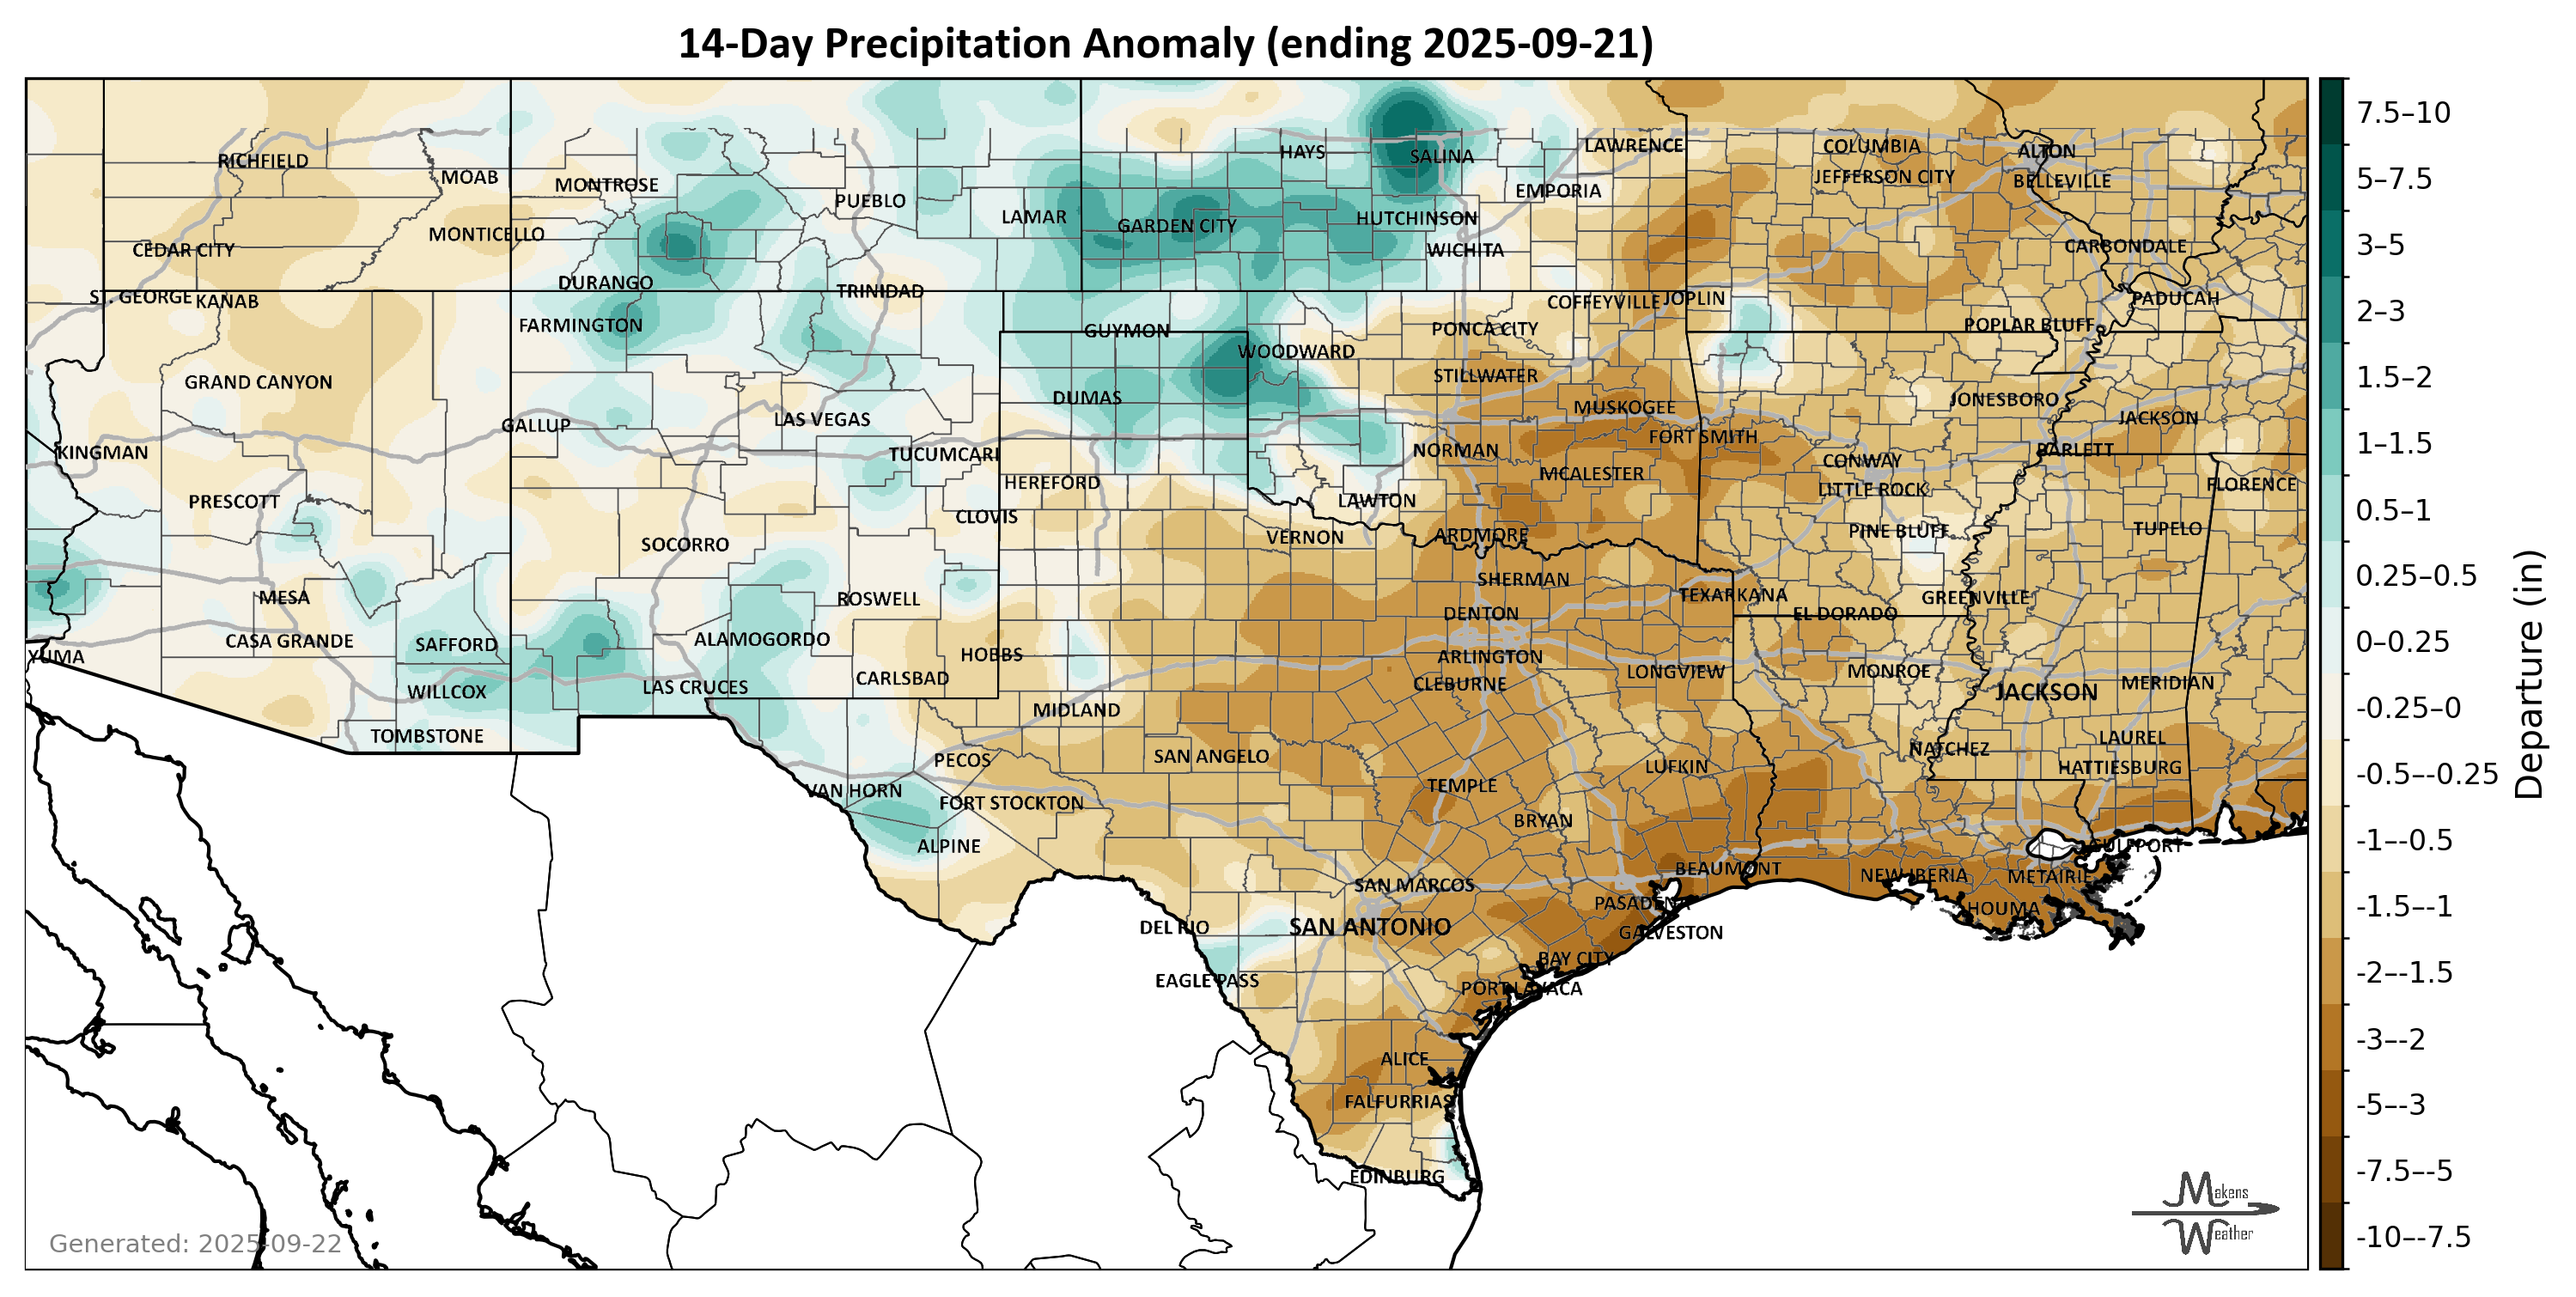 14-Day Precipitation Anomaly (ending 2025-09-21)
RICHFIELD
MOAB
MONTROSE
PUEBLO
LAMAR
HAYS
SALINA
LAWRENCE
COLUMBIA
ALTON
EMPORIA
JEFFERSON CITY
BELLEVILLE
GARDEN CITY
HUTCHINSON
MONTICELLO
CEDAR CITY
WICHITA
CARBONDALE
DURANGO
TRINIDAD
ST. GEORGE
KANAB
COFFEYVILLE
JOPLIN
PADUCAH
FARMINGTON
GUYMON
PONCA CITY
POPLAR BLUFF
WOODWARD
GRAND CANYON
STILLWATER
DUMAS
MUSKOGEE
JONESBORO
GALLUP
LAS VEGAS
JACKSON
KINGMAN
TUCUMCARI
NORMAN
FORT SMITH
BARLETT
CONWAY
HEREFORD
MCALESTER
LITTLE ROCK
FLORENCE
PRESCOTT
CLOVIS
LAWTON
SOCORRO
VERNON
ARDMORE
PINE BLUFF
TUPELO
MESA
ROSWELL
SHERMAN
TEXARKANA
GREENVILLE
CASA GRANDE
SAFFORD
ALAMOGORDO
DENTON
EL DORADO
YUMA
HOBBS
ARLINGTON
WILLCOX
LAS CRUCES
CARLSBAD
CLEBURNE
LONGVIEW
MONROE
JACKSON
MERIDIAN
TOMBSTONE
MIDLAND
PECOS
SAN ANGELO
LUFKIN
NATCHEZ
LAUREL
HATTIESBURG
VAN HORN
FORT STOCKTON
TEMPLE
BRYAN
ALPINE
GULFPORT
SAN MARCOS
BEAUMONT
NEW IBERIA
METAIRIE
DEL RIO
SAN ANTONIO
PASADENA
HOUMA
GALVESTON
EAGLE PASS
BAY CITY
PORT LAVACA
ALICE
FALFURRIAS
EDINBURG
Generated: 2025-09-22
Makens
Weather
7.5–10
5–7.5
3–5
2–3
1.5–2
1–1.5
0.5–1
0.25–0.5
0–0.25
-0.25–0
-0.5–-0.25
-1–-0.5
-1.5–-1
-2–-1.5
-3–-2
-5–-3
-7.5–-5
-10–-7.5
Departure (in)